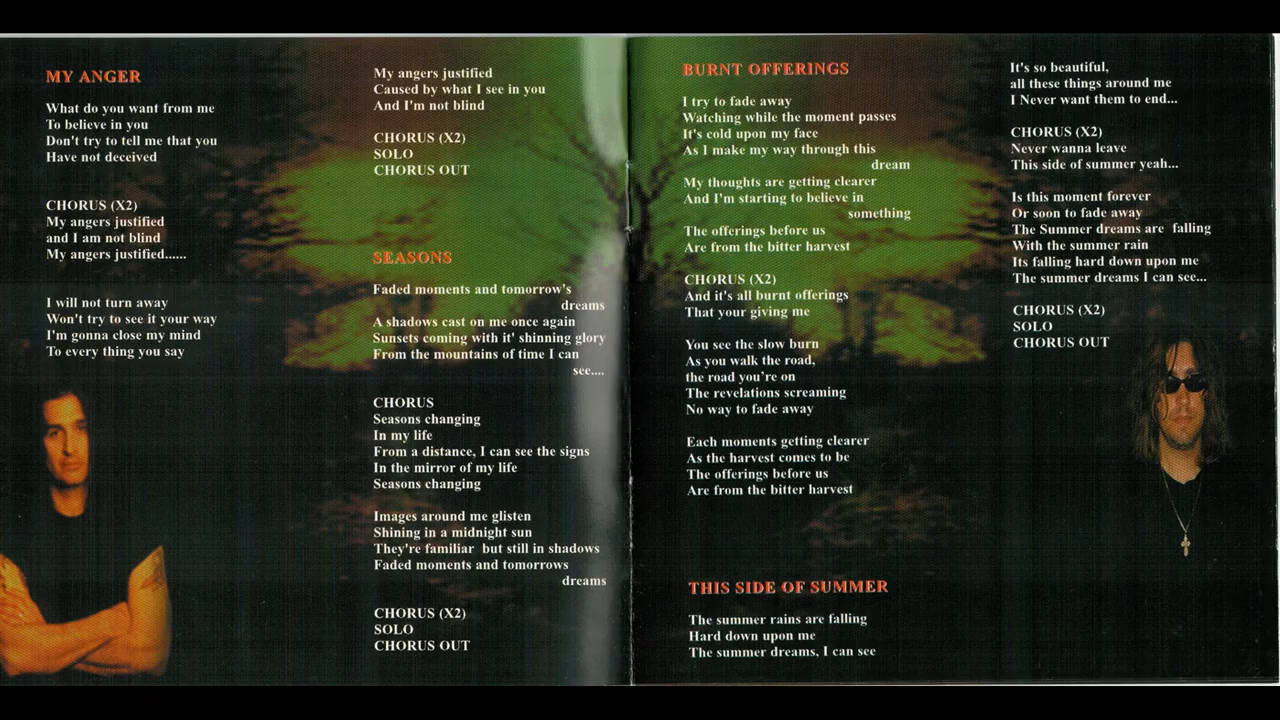 MY ANGER
What do you want from me
To believe in you
Don't try to tell me that you
Have not deceived
CHORUS (X2)
My angers justified
and I am not blind
My angers justified......
I will not turn away
Won't try to see it your way
I'm gonna close my mind
To every thing you say
My angers justified
Caused by what I see in you
And I'm not blind
CHORUS (X2)
SOLO
CHORUS OUT
SEASONS
Faded moments and tomorrow's
dreams
A shadows cast on me once again
Sunsets coming with it' shinning glory
From the mountains of time I can
see....
CHORUS
Seasons changing
In my life
From a distance, I can see the signs
In the mirror of my life
Seasons changing
Images around me glisten
Shining in a midnight sun
They're familiar but still in shadows
Faded moments and tomorrows
dreams
CHORUS (X2)
SOLO
CHORUS OUT
BURNT OFFERINGS
I try to fade away
Watching while the moment passes
It's cold upon my face
As I make my way through this
dream
My thoughts are getting clearer
And I'm starting to believe in
something
The offerings before us
Are from the bitter harvest
CHORUS (X2)
And it's all burnt offerings
That your giving me
You see the slow burn
As you walk the road,
the road you're on
The revelations screaming
No way to fade away
Each moments getting clearer
As the harvest comes to be
The offerings before us
Are from the bitter harvest
THIS SIDE OF SUMMER
The summer rains are falling
Hard down upon me
The summer dreams, I can see
It's so beautiful,
all these things around me
I Never want them to end...
CHORUS (X2)
Never wanna leave
This side of summer yeah...
Is this moment forever
Or soon to fade away
The Summer dreams are falling
With the summer rain
Its falling hard down upon me
The summer dreams I can see...
CHORUS (X2)
SOLO
CHORUS OUT